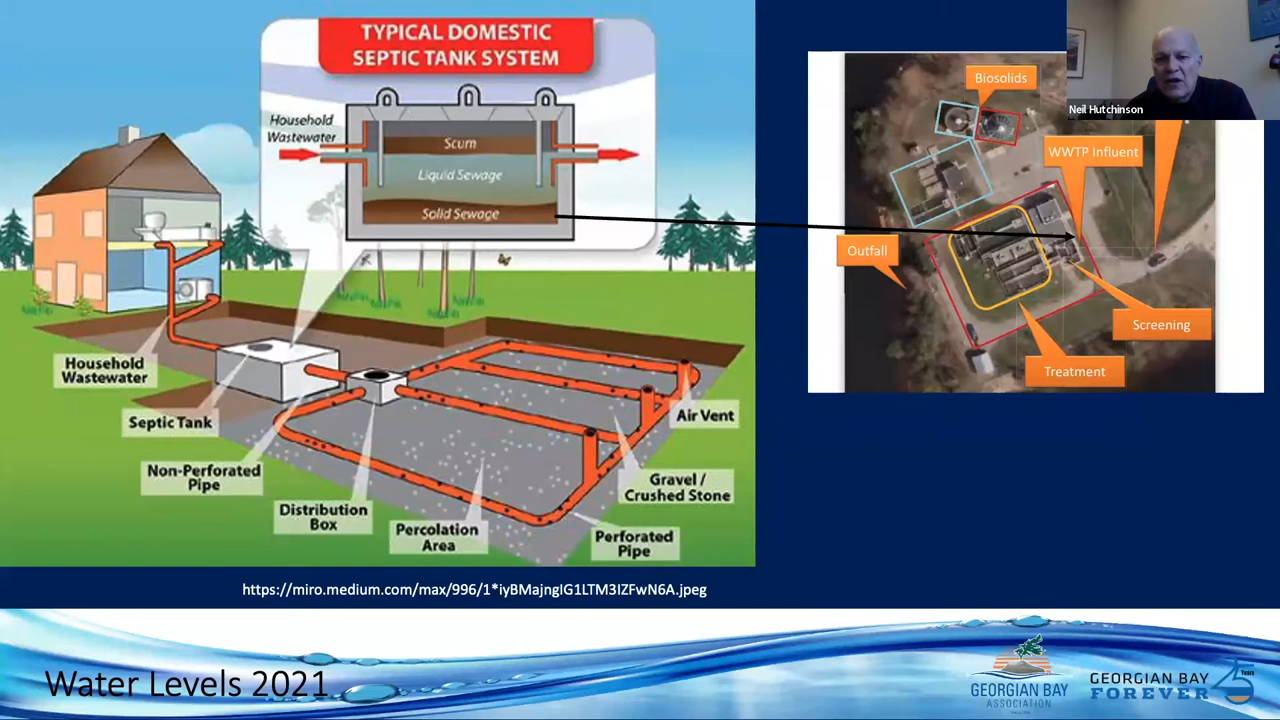 TYPICAL DOMESTIC
SEPTIC TANK SYSTEM
Household
Wastewater
Scum
Liquid Sewage
Solid Sewage
Household
Wastewater
Septic Tank
Non-Perforated
Pipe
Distribution
Box
Percolation
Area
Perforated
Pipe
Gravel /
Crushed Stone
Air Vent
Biosolids
Neil Hutchinson
WWTP Influent
Outfall
Screening
Treatment
https://miro.medium.com/max/996/1*iyBMajngIG1LTM3IZFwN6A.jpeg
Water Levels 2021
GEORGIAN BAY
ASSOCIATION
GEORGIAN BAY
FOREVER
25
Years